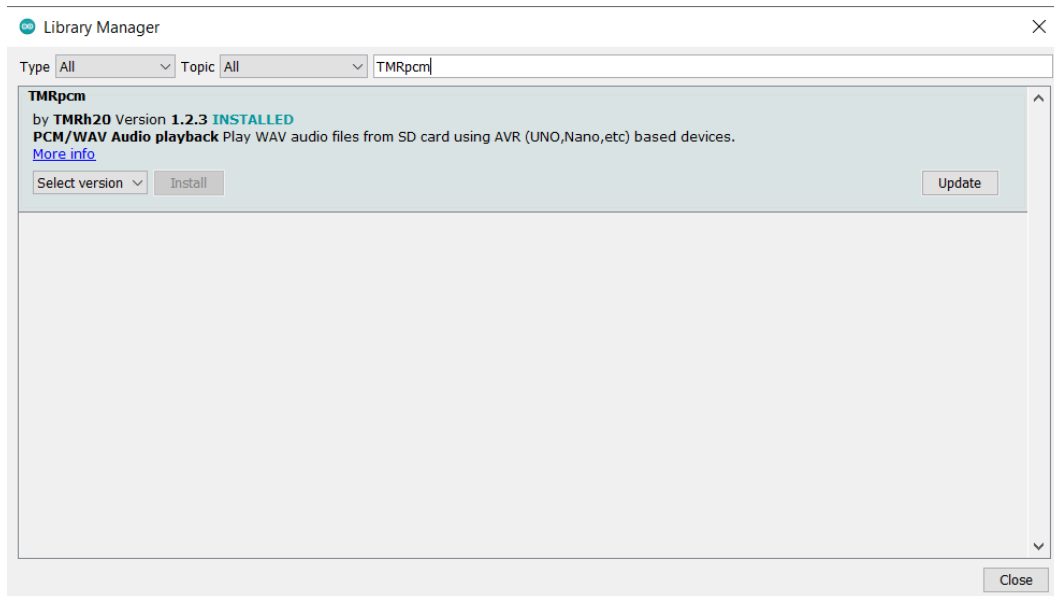 Library Manager
Type All Topic All TMRpcm
TMRpcm
by TMRh20 Version 1.2.3 INSTALLED
PCM/WAV Audio playback Play WAV audio files from SD card using AVR (UNO,Nano,etc) based devices.
More info
Select version Install Update
Close